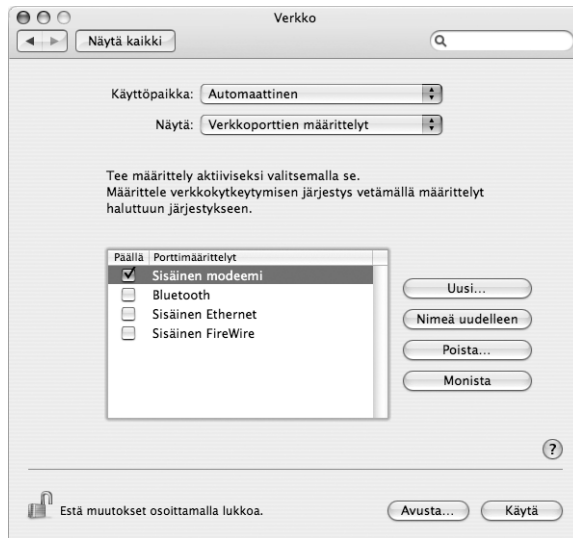 Verkko
Näytä kaikki
Käyttöpaikka: Automaattinen
Näytä: Verkkoporttien määrittelyt
Tee määrittely aktiiviseksi valitsemalla se.
Määrittele verkkokytkeytymisen järjestys vetämällä määrittelyt
haluttuun järjestykseen.
Päällä Porttimäärittelyt
Sisäinen modeemi
Bluetooth
Sisäinen Ethernet
Sisäinen FireWire
Uusi...
Nimeä uudelleen
Poista...
Monista
?
Estä muutokset osoittamalla lukkoa.
Avusta...
Käytä